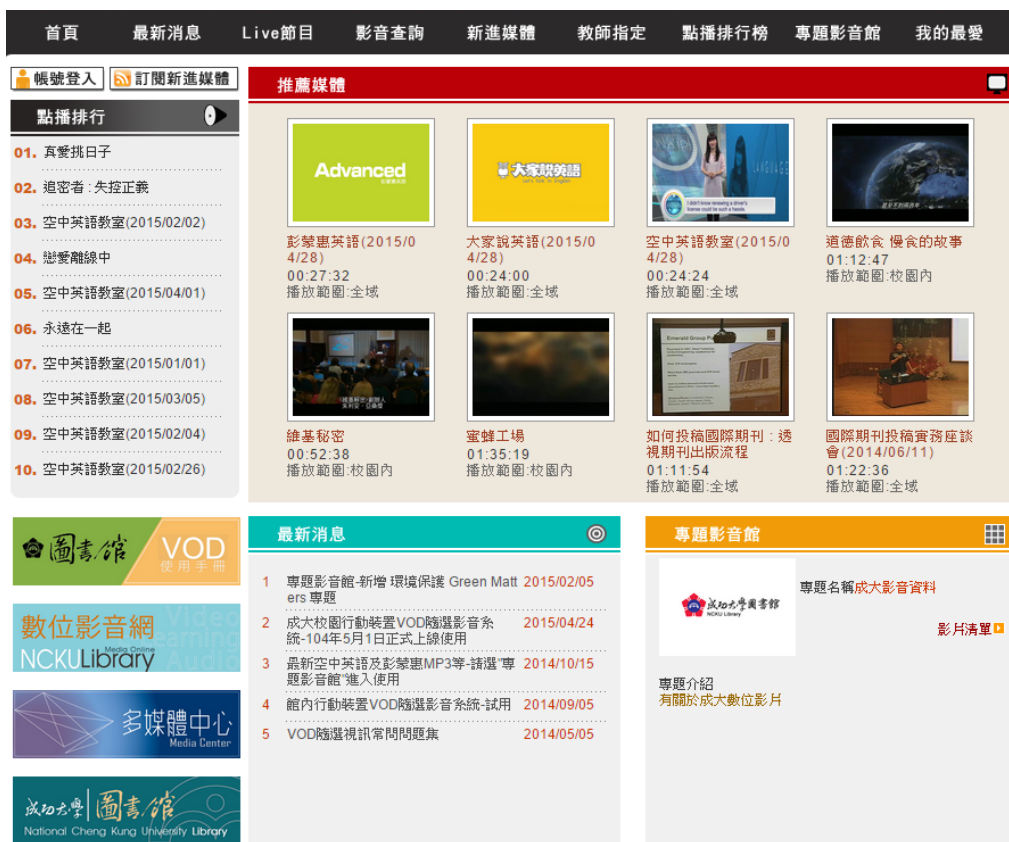 首頁 最新消息 Live節目 影音查詢 新進媒體 教師指定 點播排行榜 專題影音館 我的最愛
帳號登入 訂閱新進媒體
點播排行
01. 真愛挑日子
02. 追密者 : 失控正義
03. 空中英語教室(2015/02/02)
04. 戀愛離線中
05. 空中英語教室(2015/04/01)
06. 永遠在一起
07. 空中英語教室(2015/01/01)
08. 空中英語教室(2015/03/05)
09. 空中英語教室(2015/02/04)
10. 空中英語教室(2015/02/26)
圖書館 VOD
使用手冊
數位影音網
Media Online
NCKULibrary
多媒體中心
Media Center
成功大學 圖書館
National Cheng Kung University Library
推薦媒體
Advanced
彭蒙惠英語(2015/0
4/28)
00:27:32
播放範圍:全域
大家說英語
Let's Talk in English
大家說英語(2015/0
4/28)
00:24:00
播放範圍:全域
I didn't know renewing a driver's
license could be such a hassle.
空中英語教室(2015/0
4/28)
00:24:24
播放範圍:全域
道德飲食 慢食的故事
01:12:47
播放範圍:校園內
維基秘密
00:52:38
播放範圍:校園內
蜜蜂工場
01:35:19
播放範圍:校園內
如何投稿國際期刊：透
視期刊出版流程
01:11:54
播放範圍:全域
國際期刊投稿實務座談
會(2014/06/11)
01:22:36
播放範圍:全域
最新消息
1 專題影音館-新增 環境保護 Green Matt 2015/02/05
ers 專題
2 成大校園行動裝置VOD隨選影音系 2015/04/24
統-104年5月1日正式上線使用
3 最新空中英語及彭蒙惠MP3等-請選"專 2014/10/15
題影音館"進入使用
4 館內行動裝置VOD隨選影音系統-試用 2014/09/05
5 VOD隨選視訊常問問題集 2014/05/05
專題影音館
成功大學圖書館
NCKU Library
專題名稱成大影音資料
影片清單
專題介紹
有關於成大數位影片